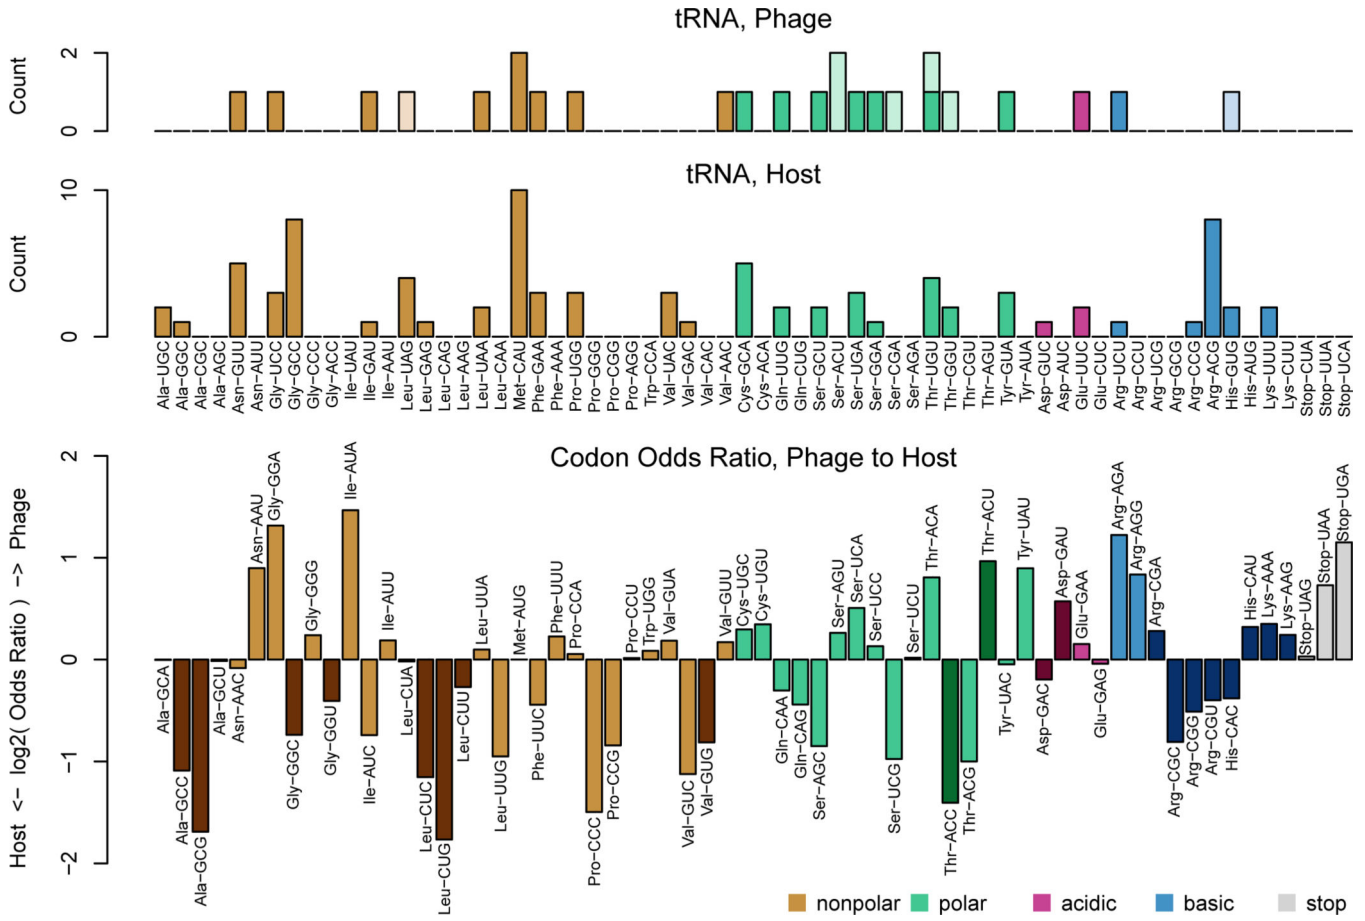 tRNA, Phage
Count
2
0
tRNA, Host
Count
10
0
Ala-UGC
Ala-GGC
Ala-CGC
Ala-AGC
Asn-GUU
Asn-AUU
Gly-UCC
Gly-GCC
Gly-CCC
Gly-ACC
Ile-UAU
Ile-GAU
Ile-AAU
Leu-UAG
Leu-GAG
Leu-CAG
Leu-AAG
Leu-UAA
Leu-CAA
Met-CAU
Phe-GAA
Phe-AAA
Pro-UGG
Pro-GGG
Pro-CGG
Pro-AGG
Trp-CCA
Val-UAC
Val-GAC
Val-CAC
Val-AAC
Cys-GCA
Cys-ACA
Gln-UUG
Gln-CUG
Ser-GCU
Ser-ACU
Ser-UGA
Ser-GGA
Ser-CGA
Ser-AGA
Thr-UGU
Thr-GGU
Thr-CGU
Thr-AGU
Tyr-GUA
Tyr-AUA
Asp-GUC
Asp-AUC
Glu-UUC
Glu-CUC
Arg-UCU
Arg-CCU
Arg-UCG
Arg-GCG
Arg-CCG
Arg-ACG
His-GUG
His-AUG
Lys-UUU
Lys-CUU
Stop-CUA
Stop-UUA
Stop-UCA
Codon Odds Ratio, Phage to Host
Host <- log2( Odds Ratio ) -> Phage
2
1
0
-1
-2
Ala-GCA
Ala-GCC
Ala-GCG
Ala-GCU
Asn-AAC
Asn-AAU
Gly-GGA
Gly-GGC
Gly-GGG
Gly-GGU
Ile-AUA
Ile-AUC
Ile-AUU
Leu-CUA
Leu-CUC
Leu-CUG
Leu-CUU
Leu-UUA
Leu-UUG
Met-AUG
Phe-UUC
Phe-UUU
Pro-CCA
Pro-CCC
Pro-CCG
Pro-CCU
Trp-UGG
Val-GUA
Val-GUC
Val-GUG
Val-GUU
Cys-UGC
Cys-UGU
Gln-CAA
Gln-CAG
Ser-AGC
Ser-AGU
Ser-UCA
Ser-UCC
Ser-UCG
Ser-UCU
Thr-ACA
Thr-ACC
Thr-ACG
Thr-ACU
Tyr-UAC
Tyr-UAU
Asp-GAC
Asp-GAU
Glu-GAA
Glu-GAG
Arg-AGA
Arg-AGG
Arg-CGA
Arg-CGC
Arg-CGG
Arg-CGU
His-CAC
His-CAU
Lys-AAA
Lys-AAG
Stop-UAG
Stop-UAA
Stop-UGA
nonpolar
polar
acidic
basic
stop